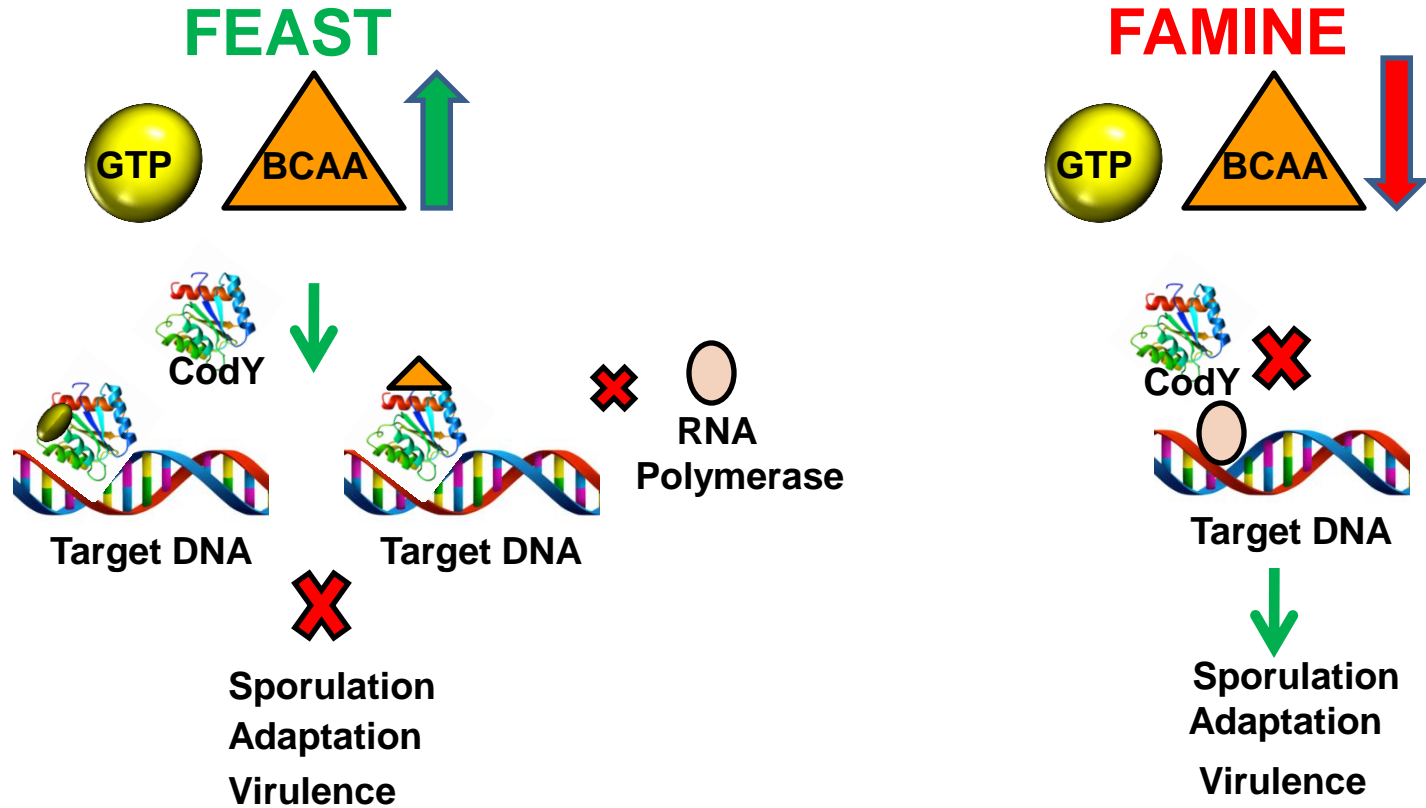 FEAST
GTP
BCAA
CodY
RNA
Polymerase
Target DNA
Target DNA
Sporulation
Adaptation
Virulence
FAMINE
GTP
BCAA
CodY
Target DNA
Sporulation
Adaptation
Virulence